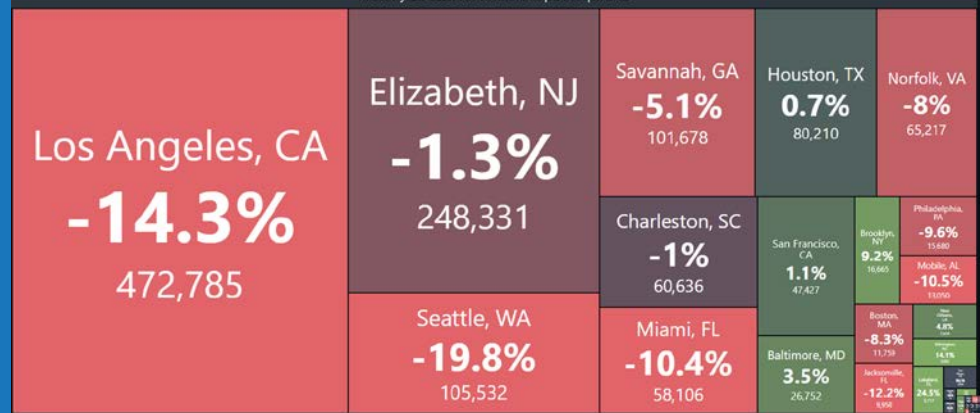 Los Angeles, CA
-14.3%
472,785
Elizabeth, NJ
-1.3%
248,331
Seattle, WA
-19.8%
105,532
Savannah, GA
-5.1%
101,678
Houston, TX
0.7%
80,210
Norfolk, VA
-8%
65,217
Charleston, SC
-1%
60,636
Miami, FL
-10.4%
58,106
San Francisco,
CA
1.1%
47,427
Baltimore, MD
3.5%
26,752
Brooklyn,
NY
9.2%
16,665
Philadelphia,
PA
-9.6%
15,680
Mobile, AL
-10.5%
13,050
Boston,
MA
-8.3%
11,759
Jacksonville,
FL
-12.2%
9,958
4.8%
14.1%
24.5%